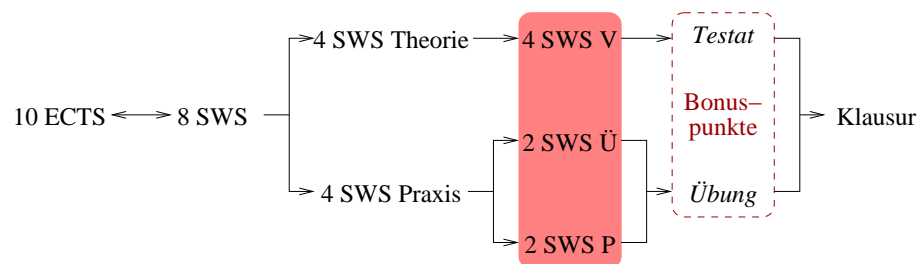 4 SWS Theorie
4 SWS V
Testat
10 ECTS
8 SWS
Bonus–
punkte
Klausur
2 SWS Ü
4 SWS Praxis
Übung
2 SWS P